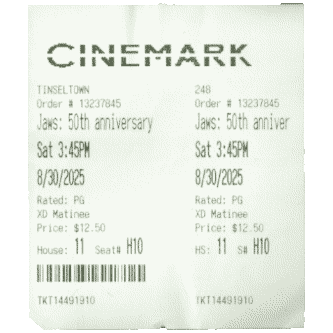 CINEMARK
TINSELTOWN
Order # 13237845
Jaws: 50th anniversary
Sat 3:45PM
8/30/2025
Rated: PG
XD Matinee
Price: $12.50
House: 11 Seat# H10
TKT14491910
248
Order # 13237845
Jaws: 50th anniver
Sat 3:45PM
8/30/2025
Rated: PG
XD Matinee
Price: $12.50
HS: 11 S# H10
TKT14491910